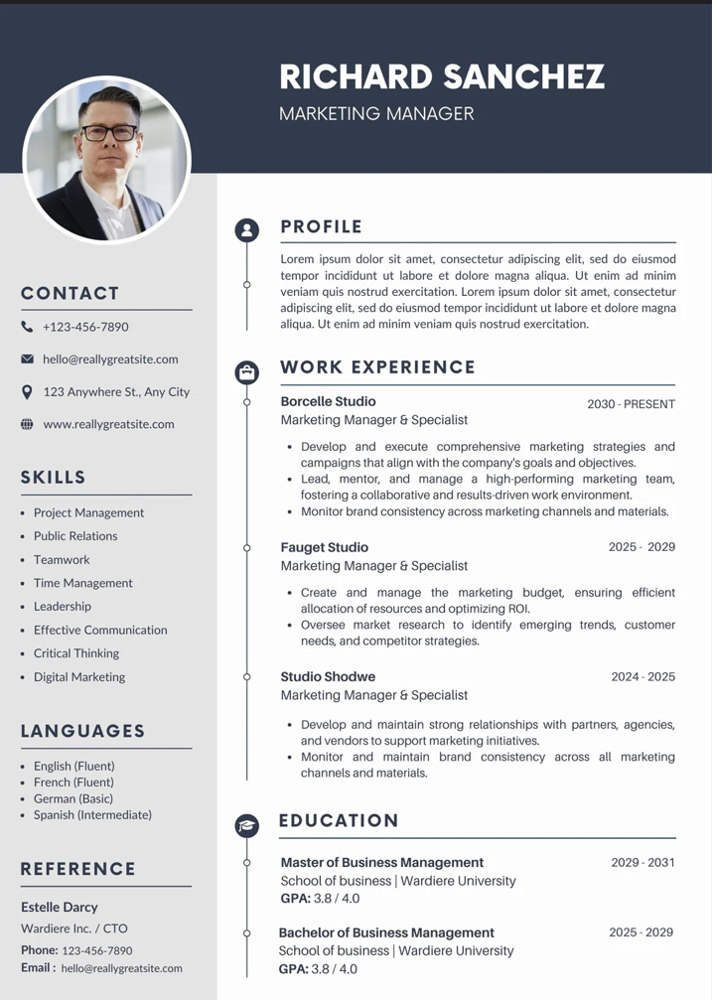 RICHARD SANCHEZ
MARKETING MANAGER
CONTACT
+123-456-7890
hello@reallygreatsite.com
123 Anywhere St., Any City
www.reallygreatsite.com
SKILLS
• Project Management
• Public Relations
• Teamwork
• Time Management
• Leadership
• Effective Communication
• Critical Thinking
• Digital Marketing
LANGUAGES
• English (Fluent)
• French (Fluent)
• German (Basic)
• Spanish (Intermediate)
REFERENCE
Estelle Darcy
Wardiere Inc. / CTO
Phone: 123-456-7890
Email : hello@reallygreatsite.com
PROFILE
Lorem ipsum dolor sit amet, consectetur adipiscing elit, sed do eiusmod
tempor incididunt ut labore et dolore magna aliqua. Ut enim ad minim
veniam quis nostrud exercitation. Lorem ipsum dolor sit amet, consectetur
adipiscing elit, sed do eiusmod tempor incididunt ut labore et dolore magna
aliqua. Ut enim ad minim veniam quis nostrud exercitation.
WORK EXPERIENCE
Borcelle Studio 2030 - PRESENT
Marketing Manager & Specialist
• Develop and execute comprehensive marketing strategies and
campaigns that align with the company's goals and objectives.
• Lead, mentor, and manage a high-performing marketing team,
fostering a collaborative and results-driven work environment.
• Monitor brand consistency across marketing channels and materials.
Fauget Studio 2025 - 2029
Marketing Manager & Specialist
• Create and manage the marketing budget, ensuring efficient
allocation of resources and optimizing ROI.
• Oversee market research to identify emerging trends, customer
needs, and competitor strategies.
Studio Shodwe 2024 - 2025
Marketing Manager & Specialist
• Develop and maintain strong relationships with partners, agencies,
and vendors to support marketing initiatives.
• Monitor and maintain brand consistency across all marketing
channels and materials.
EDUCATION
Master of Business Management 2029 - 2031
School of business | Wardiere University
GPA: 3.8 / 4.0
Bachelor of Business Management 2025 - 2029
School of business | Wardiere University
GPA: 3.8 / 4.0